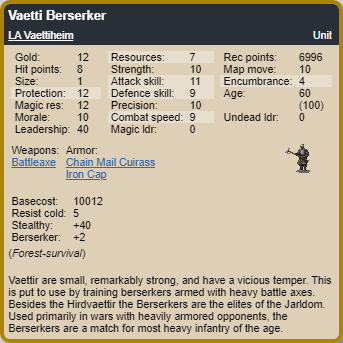 Vaetti Berserker
LA Vaettiheim Unit
Gold: 12 Resources: 7 Rec points: 6996
Hit points: 8 Strength: 10 Map move: 10
Size: 1 Attack skill: 11 Encumbrance: 4
Protection: 12 Defence skill: 9 Age: 60
Magic res: 12 Precision: 10 (100)
Morale: 10 Combat speed: 9 Undead ldr: 0
Leadership: 40 Magic ldr: 0
Weapons: Armor:
Battleaxe Chain Mail Cuirass
Iron Cap
Basecost: 10012
Resist cold: 5
Stealthy: +40
Berserker: +2
(Forest-survival)
Vaettir are small, remarkably strong, and have a vicious temper. This
is put to use by training berserkers armed with heavy battle axes.
Besides the Hirdvaettir the Berserkers are the elites of the Jarldom.
Used primarily in wars with heavily armored opponents, the
Berserkers are a match for most heavy infantry of the age.